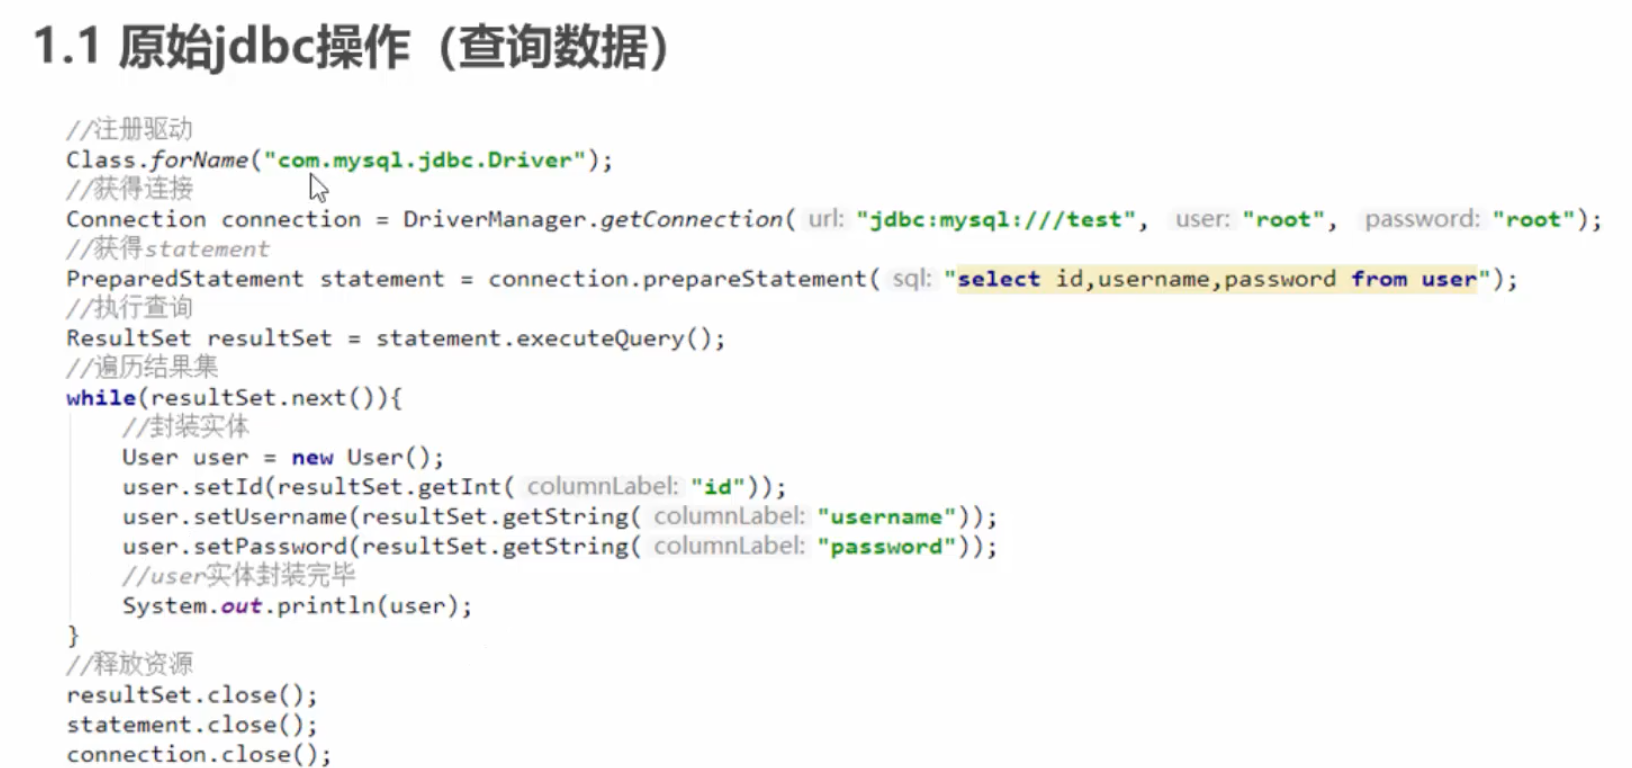 1.1 原始jdbc操作（查询数据）
//注册驱动
Class.forName("com.mysql.jdbc.Driver");
//获得连接
Connection connection = DriverManager.getConnection( url: "jdbc:mysql:///test", user: "root", password: "root");
//获得statement
PreparedStatement statement = connection.prepareStatement( sql: "select id,username,password from user");
//执行查询
ResultSet resultSet = statement.executeQuery();
//遍历结果集
while(resultSet.next()){
//封装实体
User user = new User();
user.setId(resultSet.getInt( columnLabel: "id"));
user.setUsername(resultSet.getString( columnLabel: "username"));
user.setPassword(resultSet.getString( columnLabel: "password"));
//user实体封装完毕
System.out.println(user);
}
//释放资源
resultSet.close();
statement.close();
connection.close();